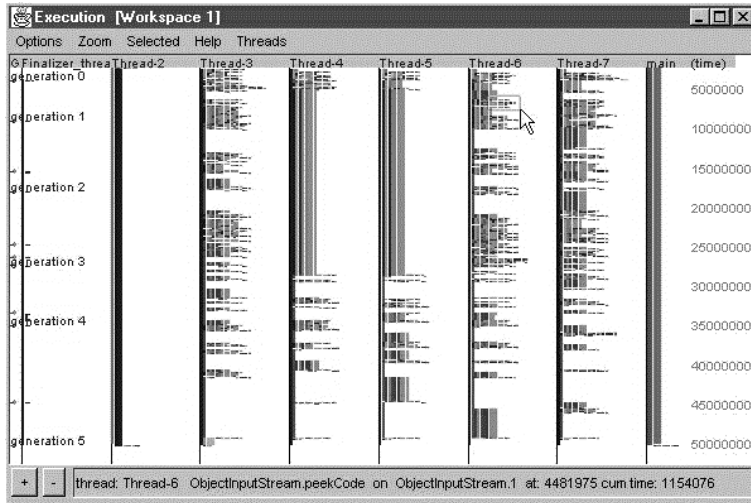 Execution [Workspace 1]
Options Zoom Selected Help Threads
G Finalizer_threa Thread-2 Thread-3 Thread-4 Thread-5 Thread-6 Thread-7 main (time)
generation 0
5000000
generation 1
10000000
15000000
generation 2
20000000
25000000
generation 3
30000000
generation 4
35000000
40000000
45000000
generation 5
50000000
+ - thread: Thread-6 ObjectInputStream.peekCode on ObjectInputStream.1 at: 4481975 cum time: 1154076